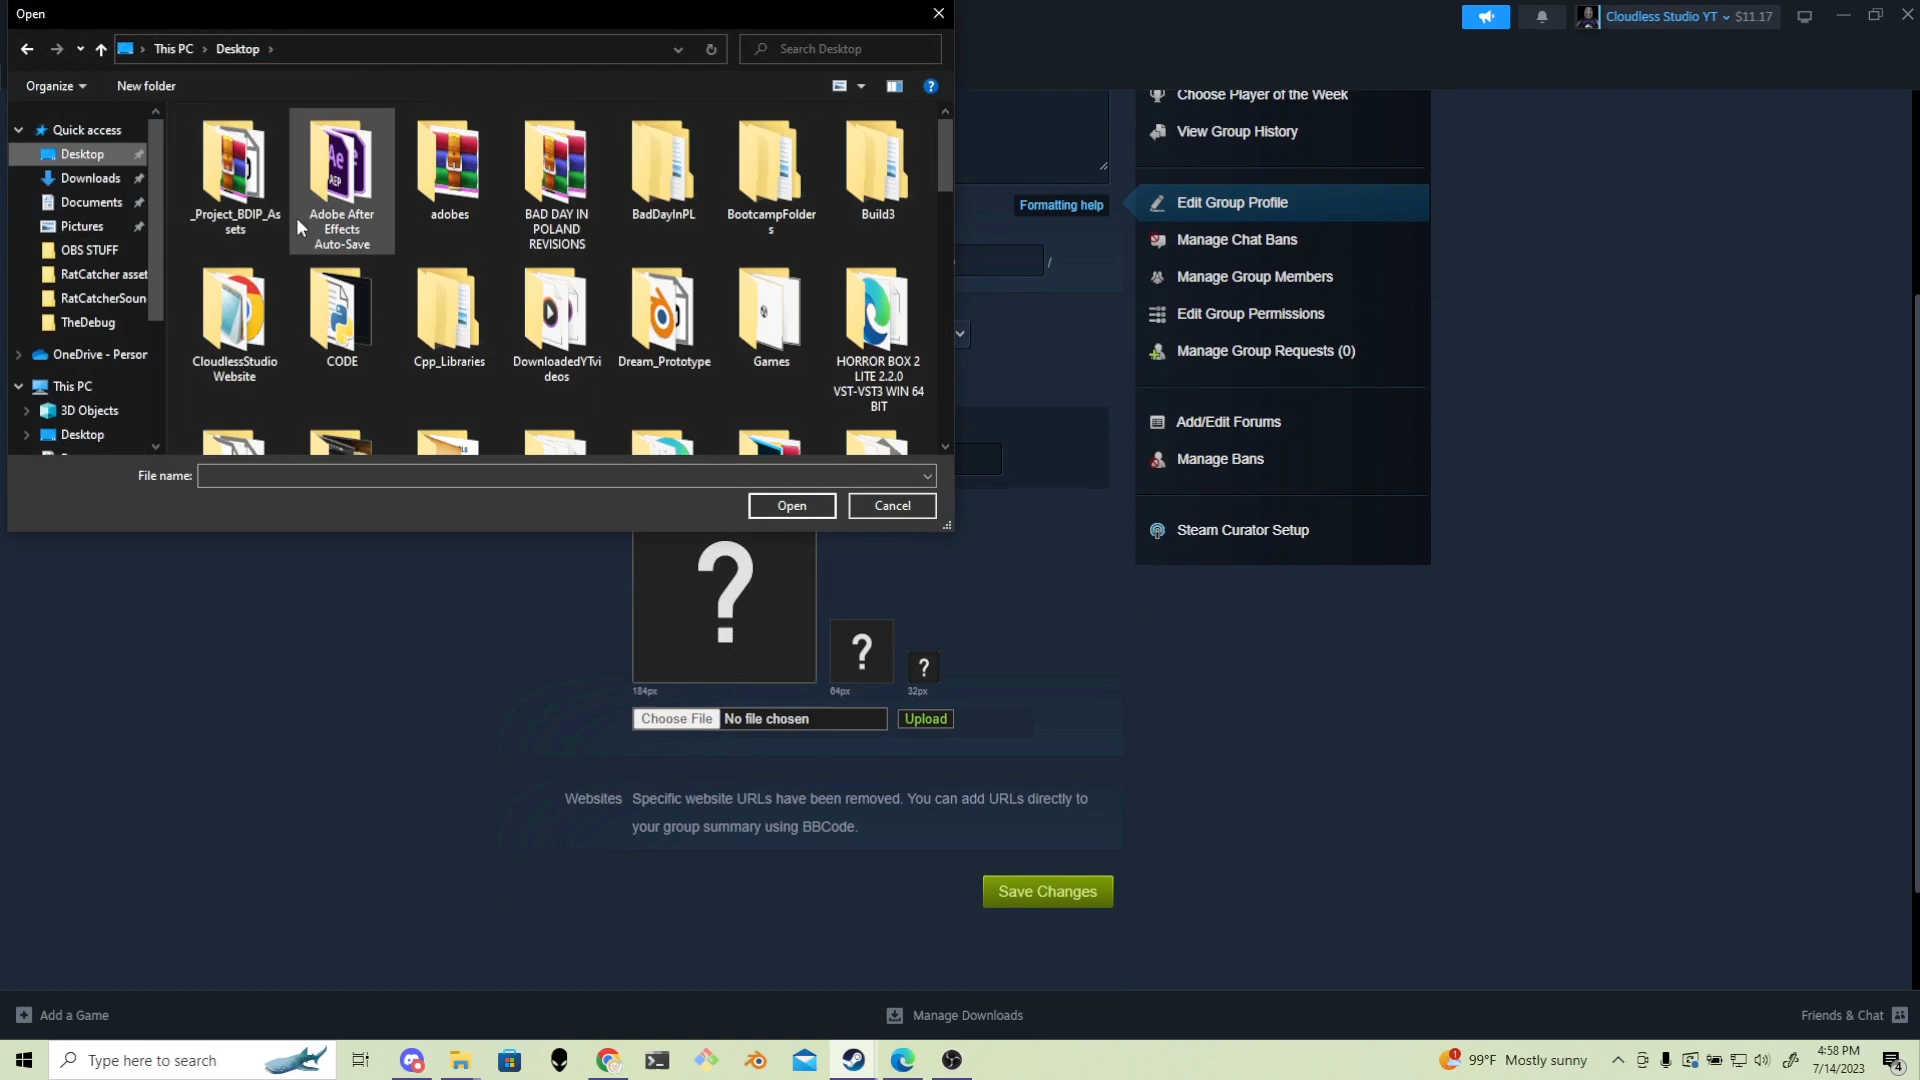 Open
Cloudless Studio YT
$11.17
This PC
Desktop
Search Desktop
Organize
New folder
Quick access
Desktop
Downloads
Documents
Pictures
OBS STUFF
RatCatcher asset
RatCatcherSoun
TheDebug
OneDrive - Person
This PC
3D Objects
Desktop
_Project_BDIP_As
sets
Adobe After
Effects
Auto-Save
adobes
BAD DAY IN
POLAND
REVISIONS
BadDayInPL
BootcampFolder
s
Build3
CloudlessStudio
Website
CODE
Cpp_Libraries
DownloadedYTvi
deos
Dream_Prototype
Games
HORROR BOX 2
LITE 2.2.0
VST-VST3 WIN 64
BIT
File name:
Open
Cancel
Choose Player of the Week
View Group History
Formatting help
/
Edit Group Profile
Manage Chat Bans
Manage Group Members
Edit Group Permissions
Manage Group Requests (0)
Add/Edit Forums
Manage Bans
Steam Curator Setup
?
?
?
184px
64px
32px
Choose File
No file chosen
Upload
Websites
Specific website URLs have been removed. You can add URLs directly to
your group summary using BBCode.
Save Changes
Add a Game
Manage Downloads
Friends & Chat
Type here to search
99°F Mostly sunny
4:58 PM
7/14/2023
4